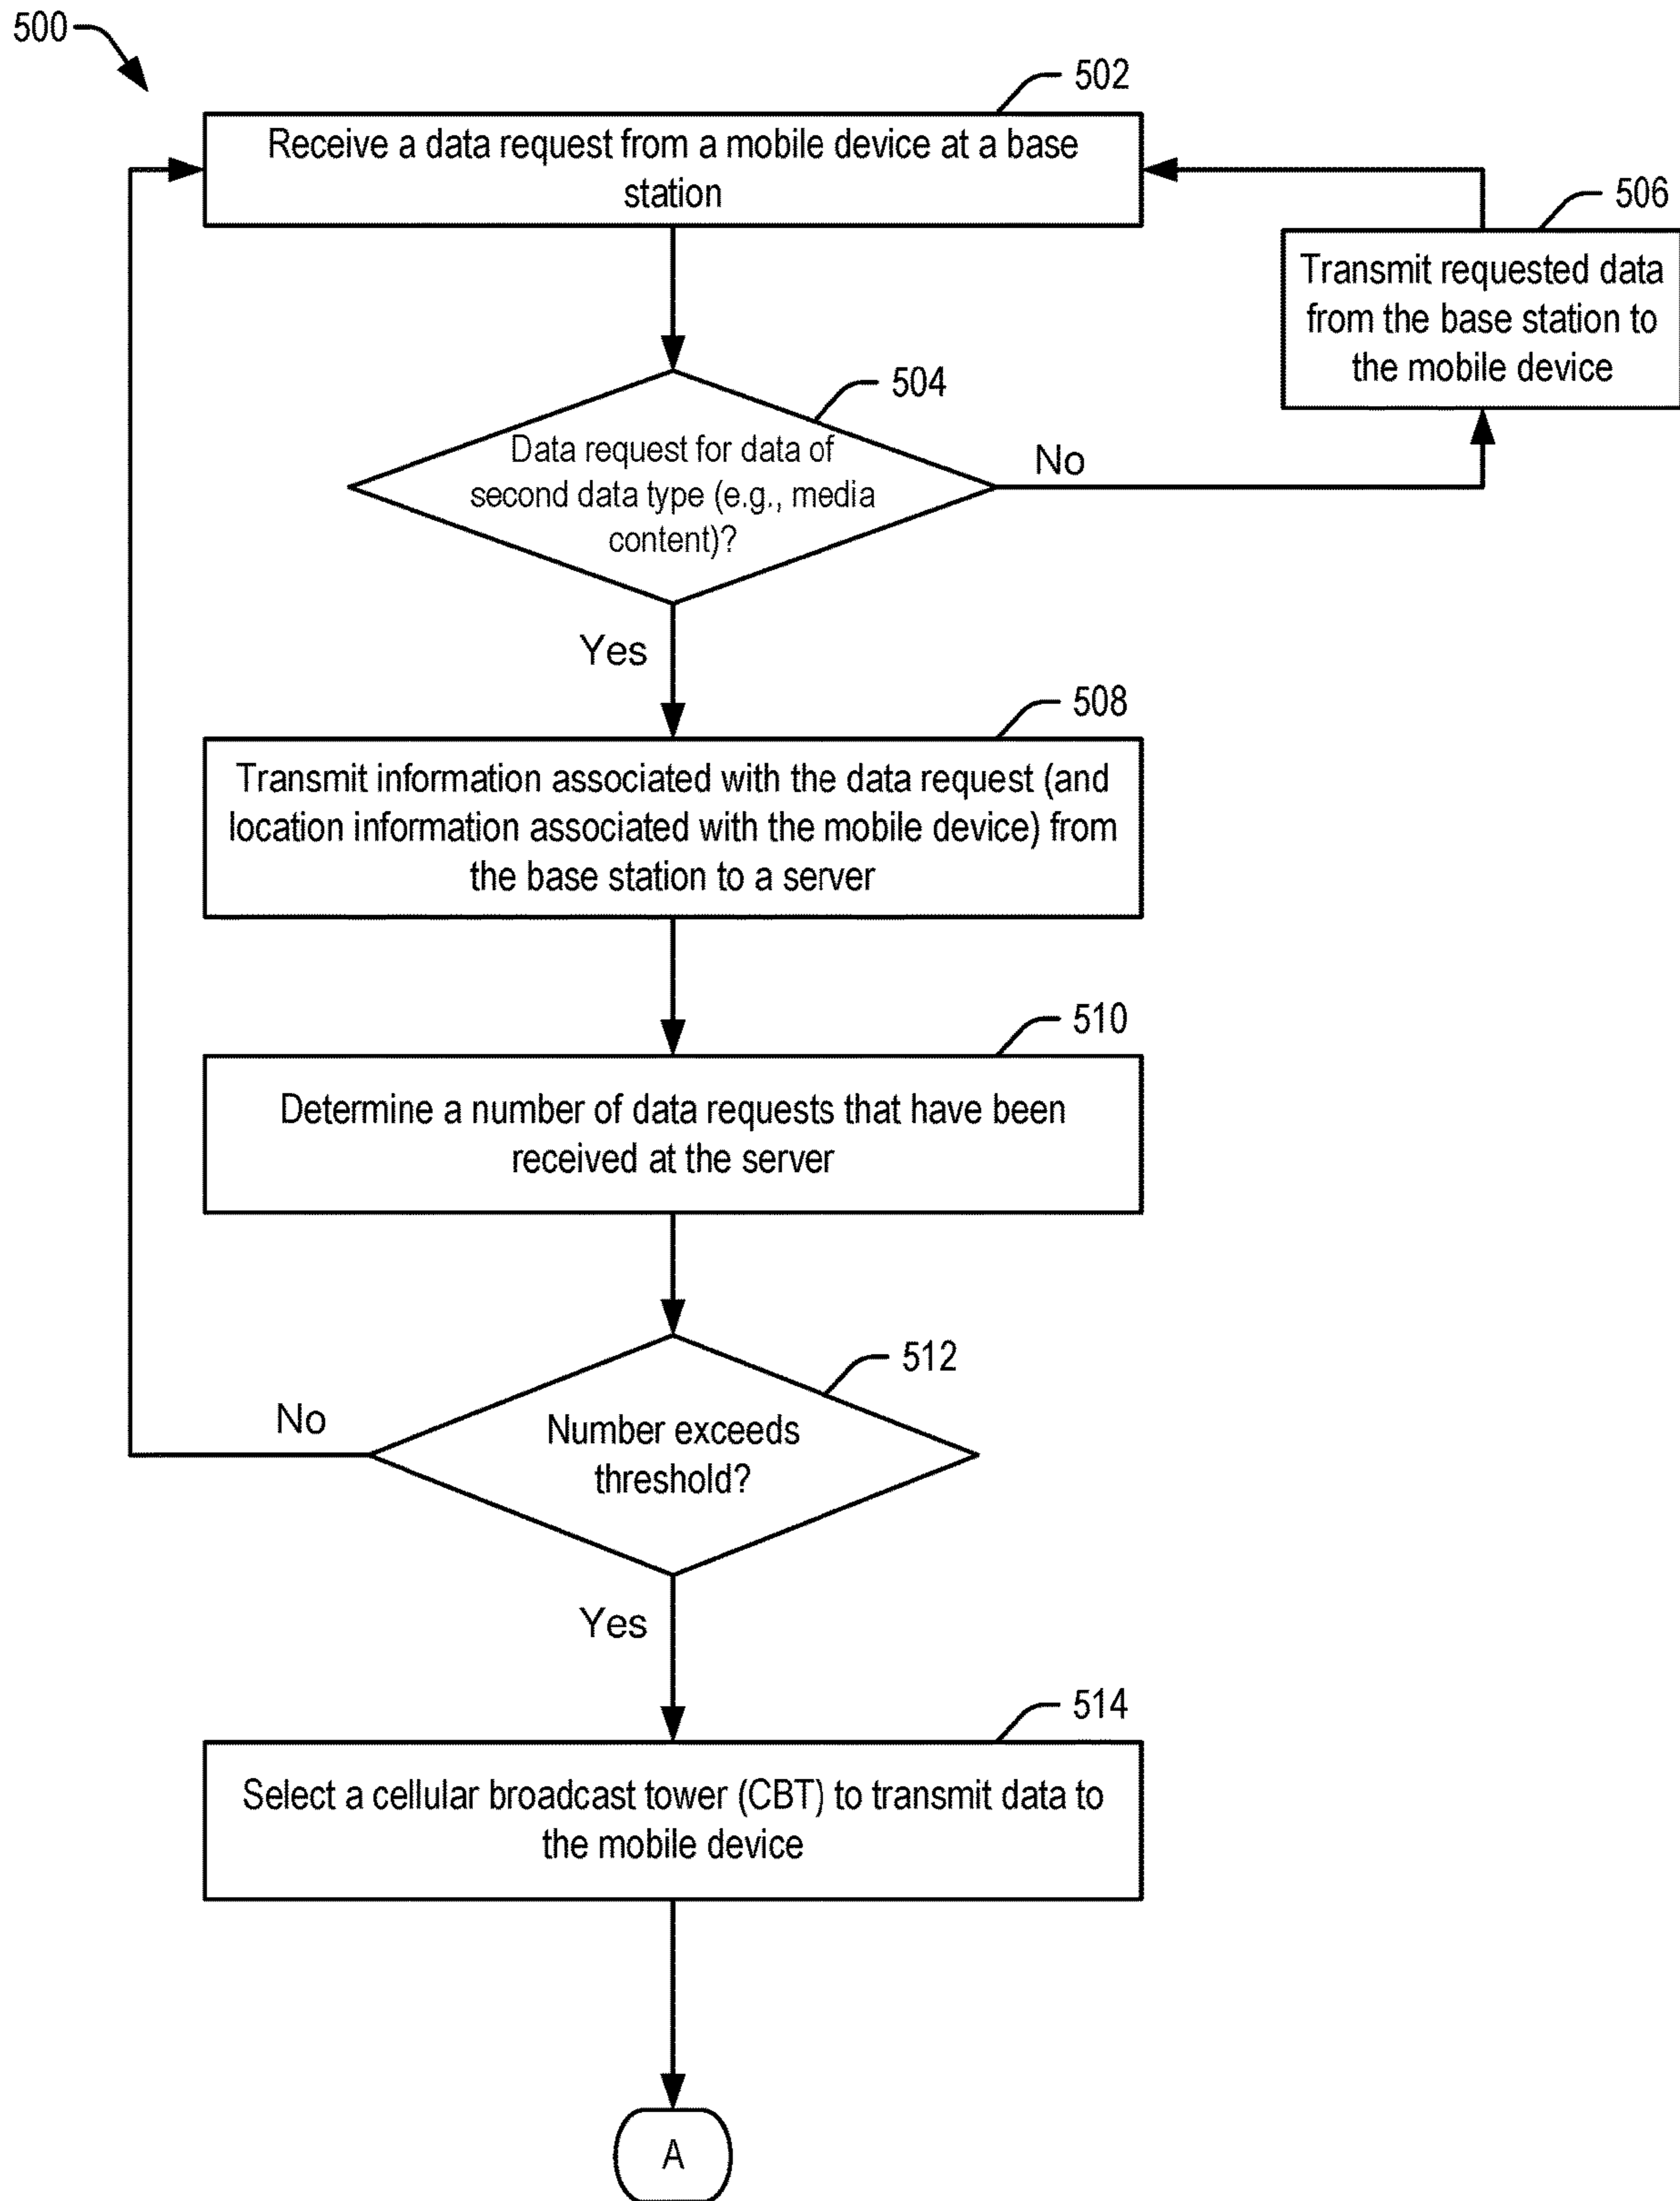 500
502
Receive a data request from a mobile device at a base
station
506
Transmit requested data
from the base station to
the mobile device
504
Data request for data of
second data type (e.g., media
content)?
No
Yes
508
Transmit information associated with the data request (and
location information associated with the mobile device) from
the base station to a server
510
Determine a number of data requests that have been
received at the server
512
Number exceeds
threshold?
No
Yes
514
Select a cellular broadcast tower (CBT) to transmit data to
the mobile device
A